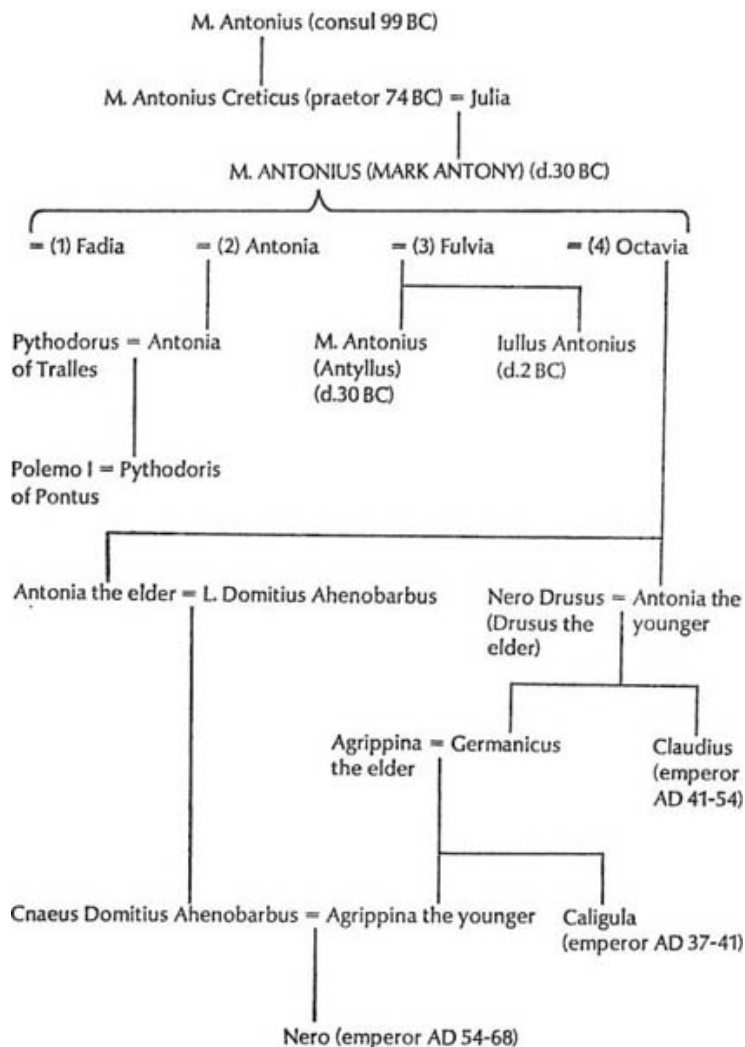 M. Antonius (consul 99 BC)
M. Antonius Creticus (praetor 74 BC) = Julia
M. ANTONIUS (MARK ANTONY) (d.30 BC)
= (1) Fadia = (2) Antonia = (3) Fulvia = (4) Octavia
Pythodorus = Antonia
of Tralles
M. Antonius
(Antyllus)
(d.30 BC)
Iullus Antonius
(d.2 BC)
Polemo I = Pythodoris
of Pontus
Antonia the elder = L. Domitius Ahenobarbus
Nero Drusus = Antonia the
(Drusus the younger
elder)
Agrippina = Germanicus
the elder
Claudius
(emperor
AD 41-54)
Cnaeus Domitius Ahenobarbus = Agrippina the younger
Caligula
(emperor AD 37-41)
Nero (emperor AD 54-68)